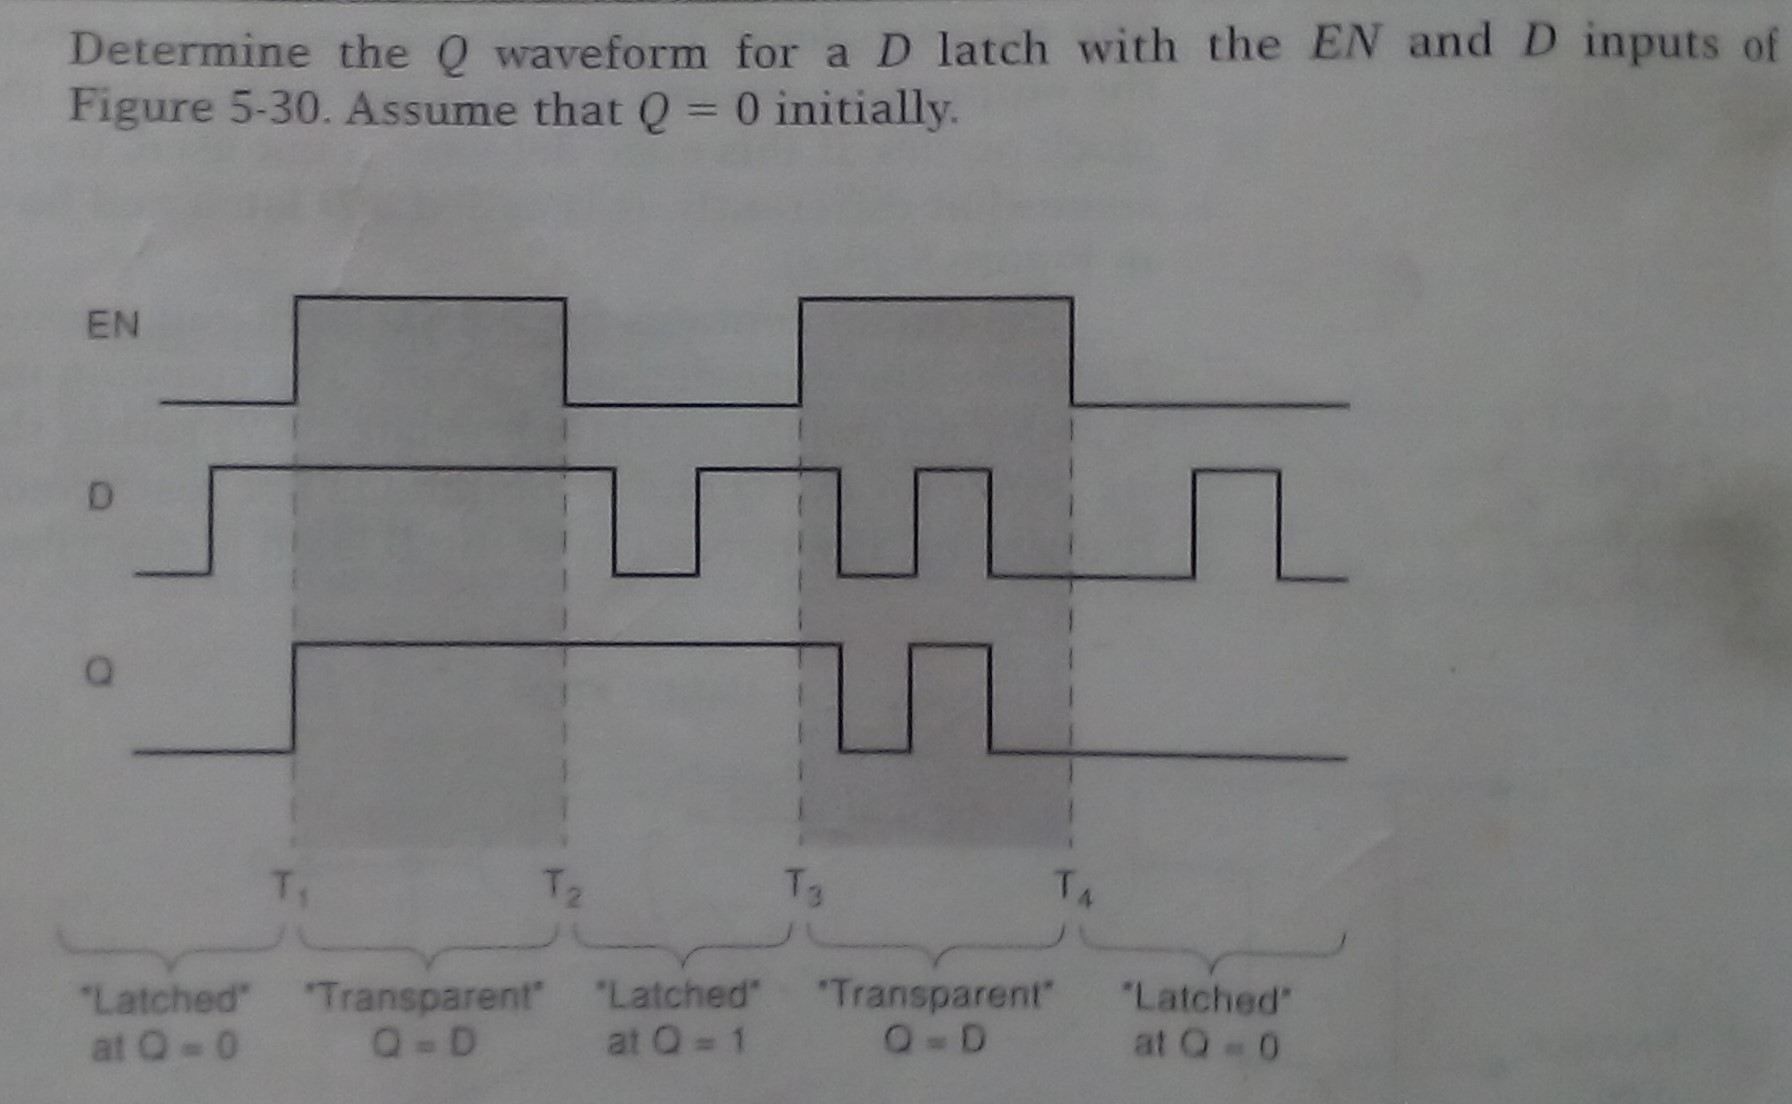 Determine the Q waveform for a D latch with the EN and D inputs of
Figure 5-30. Assume that Q = 0 initially.
EN
D
Q
T₁ T₂ T₃ T₄
"Latched" "Transparent" "Latched" "Transparent" "Latched"
at Q = 0 Q = D at Q = 1 Q = D at Q = 0